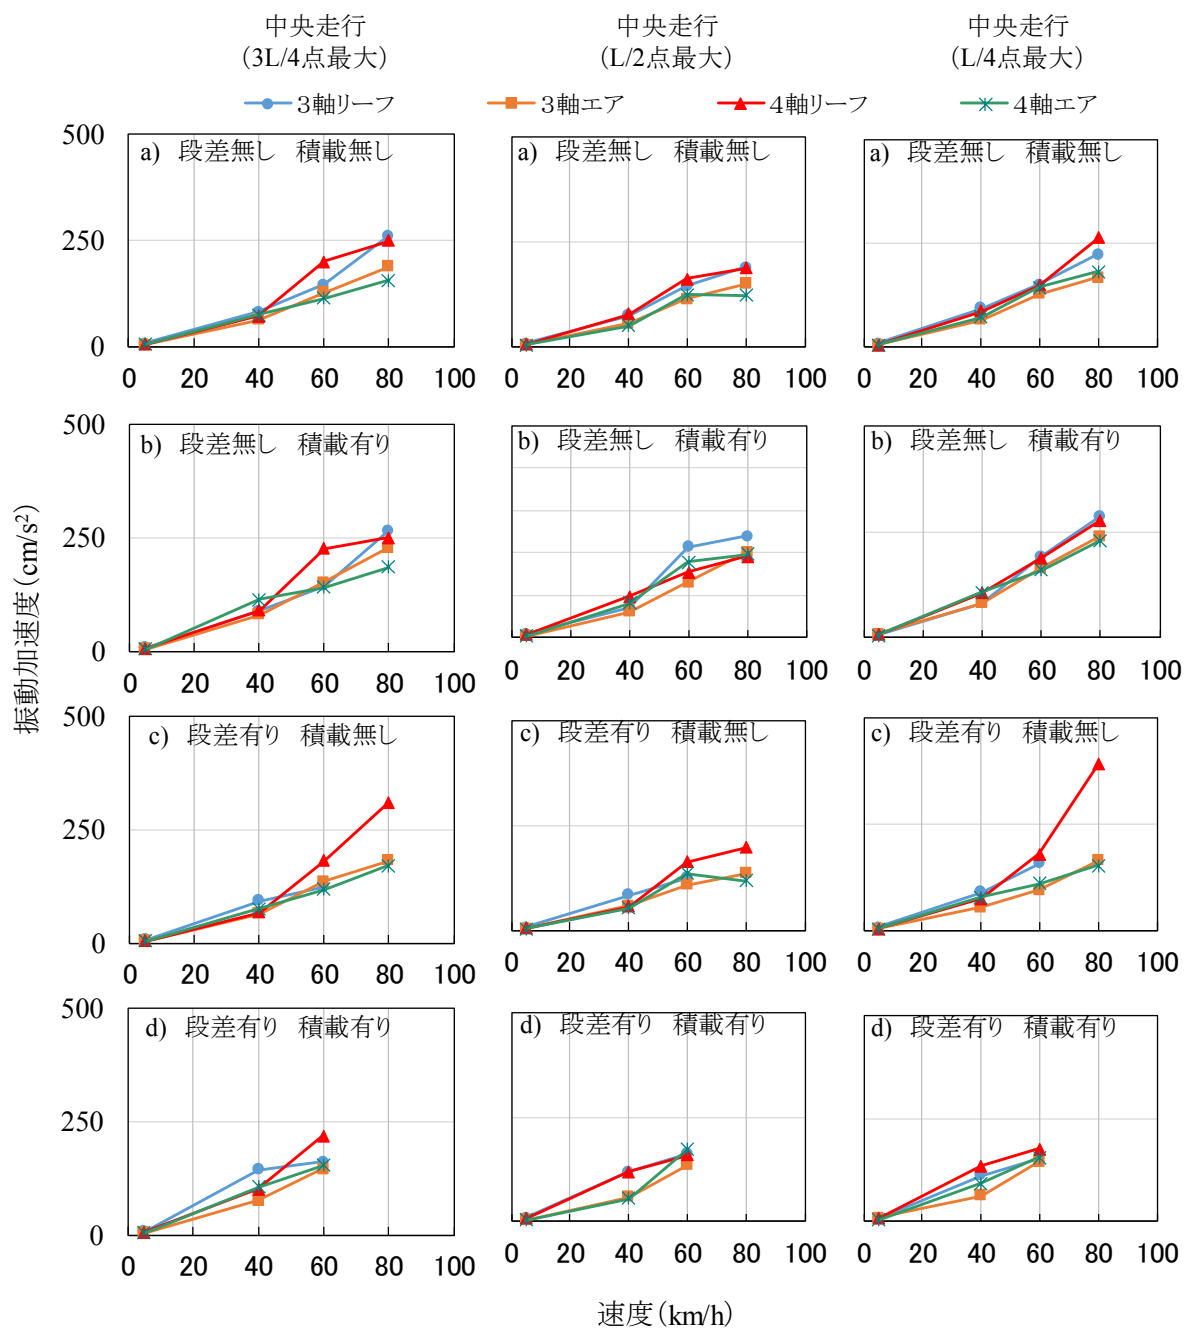 中央走行 中央走行 中央走行
（3L/4点最大） （L/2点最大） （L/4点最大）
３軸リーフ ３軸エア ４軸リーフ ４軸エア
500
a) 段差無し 積載無し a) 段差無し 積載無し a) 段差無し 積載無し
250
0
0 20 40 60 80 100 0 20 40 60 80 100 0 20 40 60 80 100
500
b) 段差無し 積載有り b) 段差無し 積載有り b) 段差無し 積載有り
250
0
0 20 40 60 80 100 0 20 40 60 80 100 0 20 40 60 80 100
振動加速度（cm/s²）
500
c) 段差有り 積載無し c) 段差有り 積載無し c) 段差有り 積載無し
250
0
0 20 40 60 80 100 0 20 40 60 80 100 0 20 40 60 80 100
500
d) 段差有り 積載有り d) 段差有り 積載有り d) 段差有り 積載有り
250
0
0 20 40 60 80 100 0 20 40 60 80 100 0 20 40 60 80 100
速度（km/h）